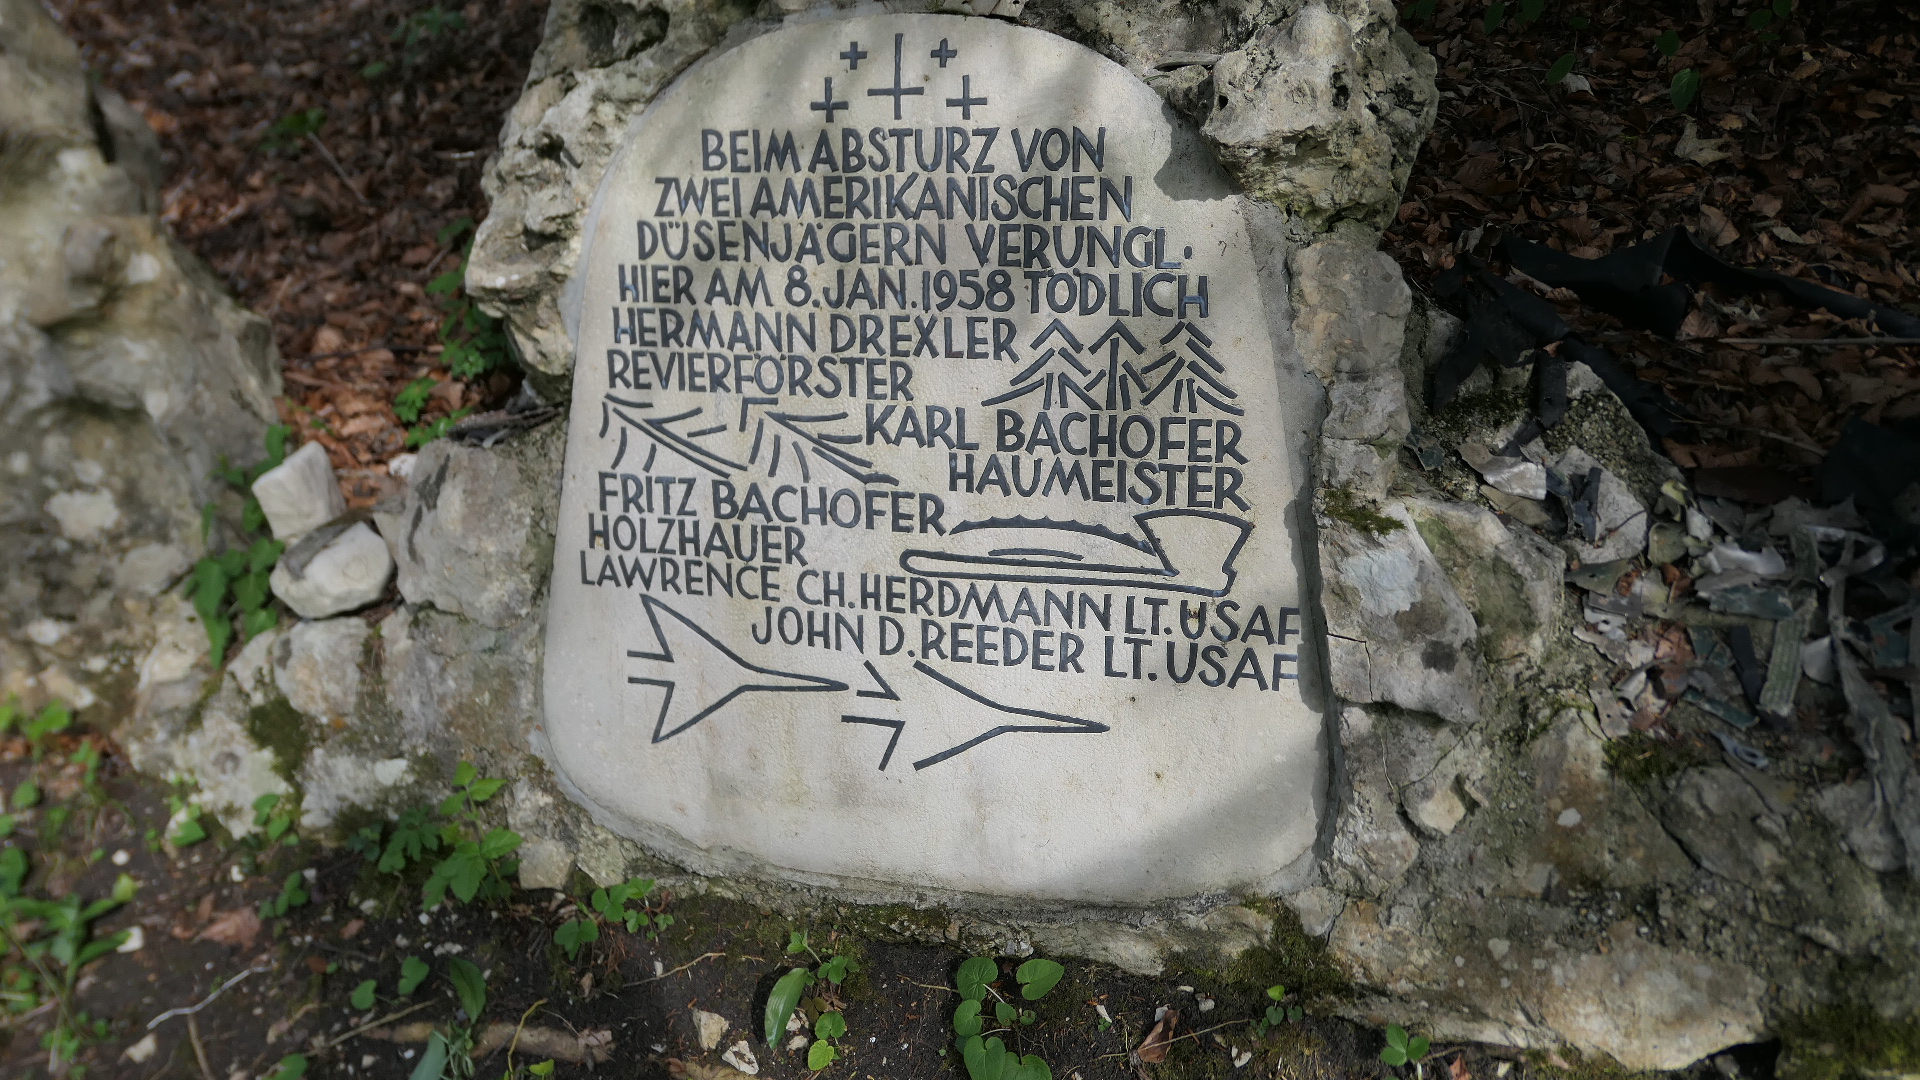 BEIM ABSTURZ VON
ZWEI AMERIKANISCHEN
DÜSENJÄGERN VERUNGL.
HIER AM 8. JAN. 1958 TÖDLICH
HERMANN DREXLER
REVIERFÖRSTER
KARL BACHOFER
HAUMEISTER
FRITZ BACHOFER
HOLZHAUER
LAWRENCE CH. HERDMANN LT. USAF
JOHN D. REEDER LT. USAF